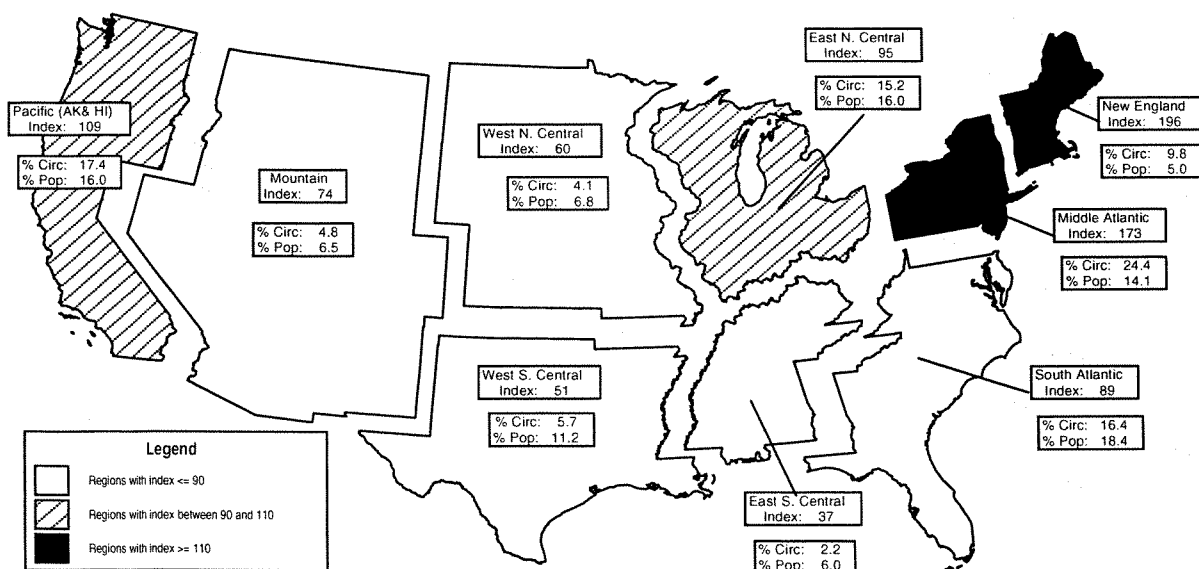 East N. Central
Index: 95
% Circ: 15.2
% Pop: 16.0
Pacific (AK& HI)
Index: 109
% Circ: 17.4
% Pop: 16.0
Mountain
Index: 74
% Circ: 4.8
% Pop: 6.5
West N. Central
Index: 60
% Circ: 4.1
% Pop: 6.8
New England
Index: 196
% Circ: 9.8
% Pop: 5.0
Middle Atlantic
Index: 173
% Circ: 24.4
% Pop: 14.1
West S. Central
Index: 51
% Circ: 5.7
% Pop: 11.2
South Atlantic
Index: 89
% Circ: 16.4
% Pop: 18.4
East S. Central
Index: 37
% Circ: 2.2
% Pop: 6.0
Legend
Regions with index <= 90
Regions with index between 90 and 110
Regions with index >= 110